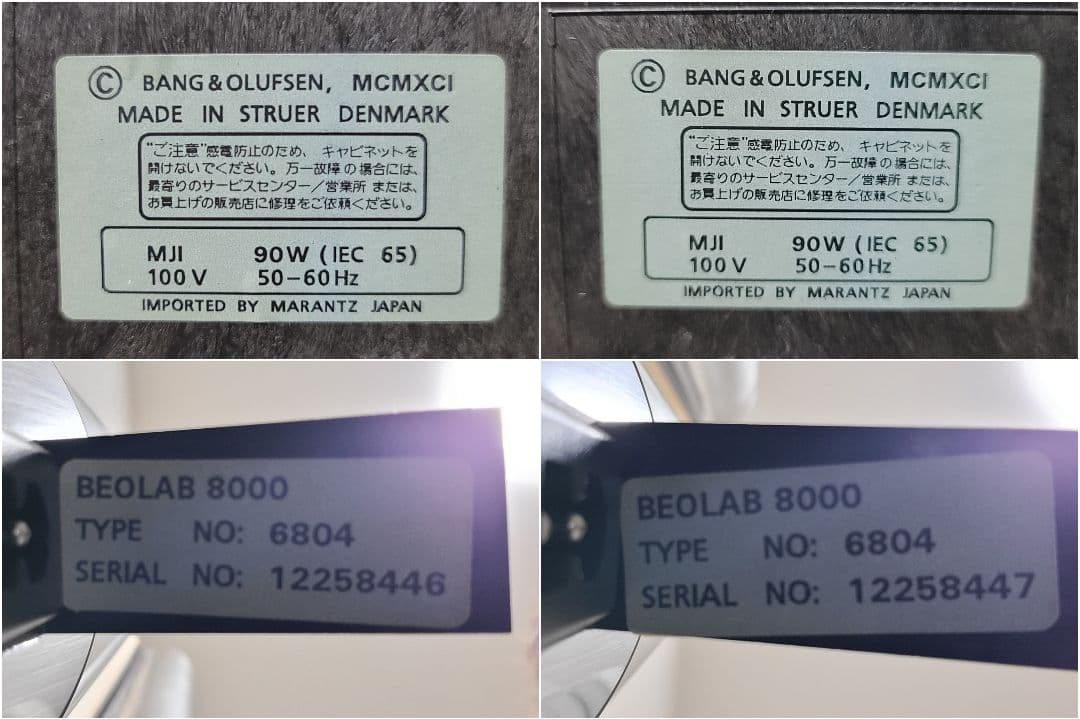 © BANG & OLUFSEN, MCMXCI
MADE IN STRUER DENMARK
"ご注意"感電防止のため、キャビネットを
開けないでください。万一故障の場合には、
最寄りのサービスセンター/営業所または、
お買上げの販売店に修理をご依頼ください。
MJI 90W (IEC 65)
100 V 50-60 Hz
IMPORTED BY MARANTZ JAPAN
© BANG & OLUFSEN, MCMXCI
MADE IN STRUER DENMARK
"ご注意"感電防止のため、キャビネットを
開けないでください。万一故障の場合には、
最寄りのサービスセンター/営業所または、
お買上げの販売店に修理をご依頼ください。
MJI 90W (IEC 65)
100 V 50-60 Hz
IMPORTED BY MARANTZ JAPAN
BEOLAB 8000
TYPE NO: 6804
SERIAL NO: 12258446
BEOLAB 8000
TYPE NO: 6804
SERIAL NO: 12258447